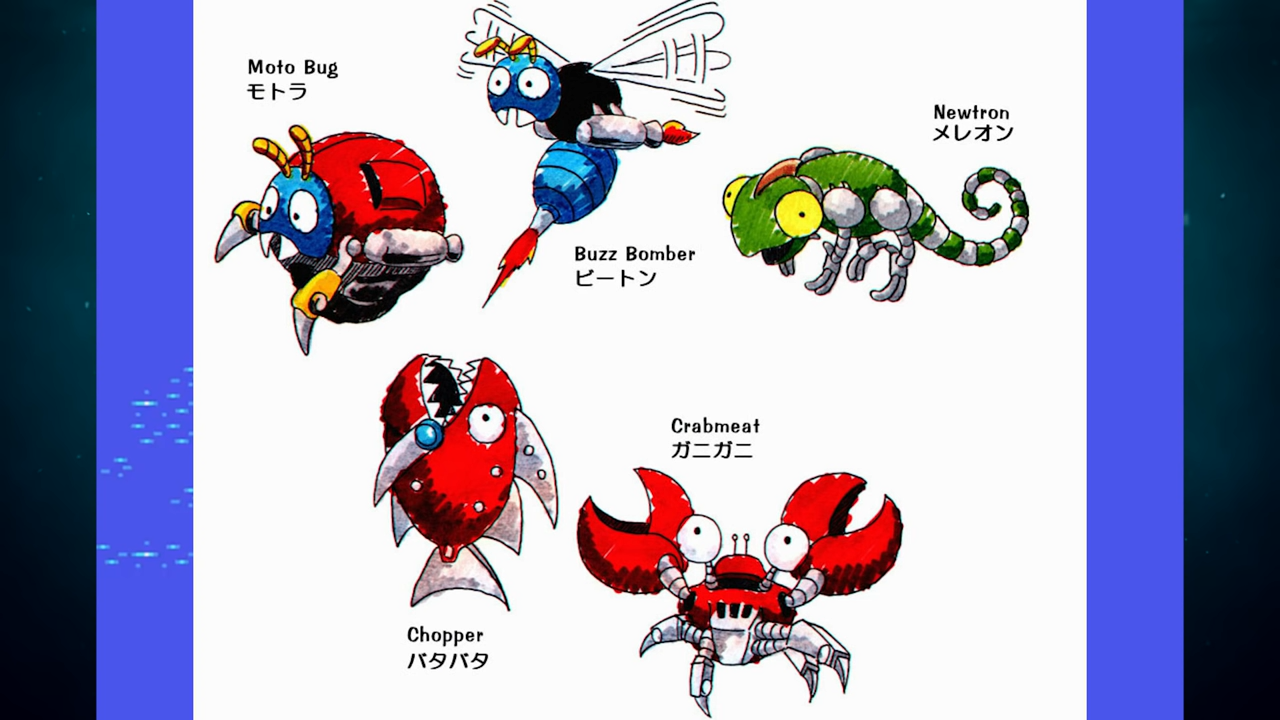 Moto Bug
モトラ
Buzz Bomber
ビートン
Newtron
メレオン
Chopper
バタバタ
Crabmeat
ガニガニ